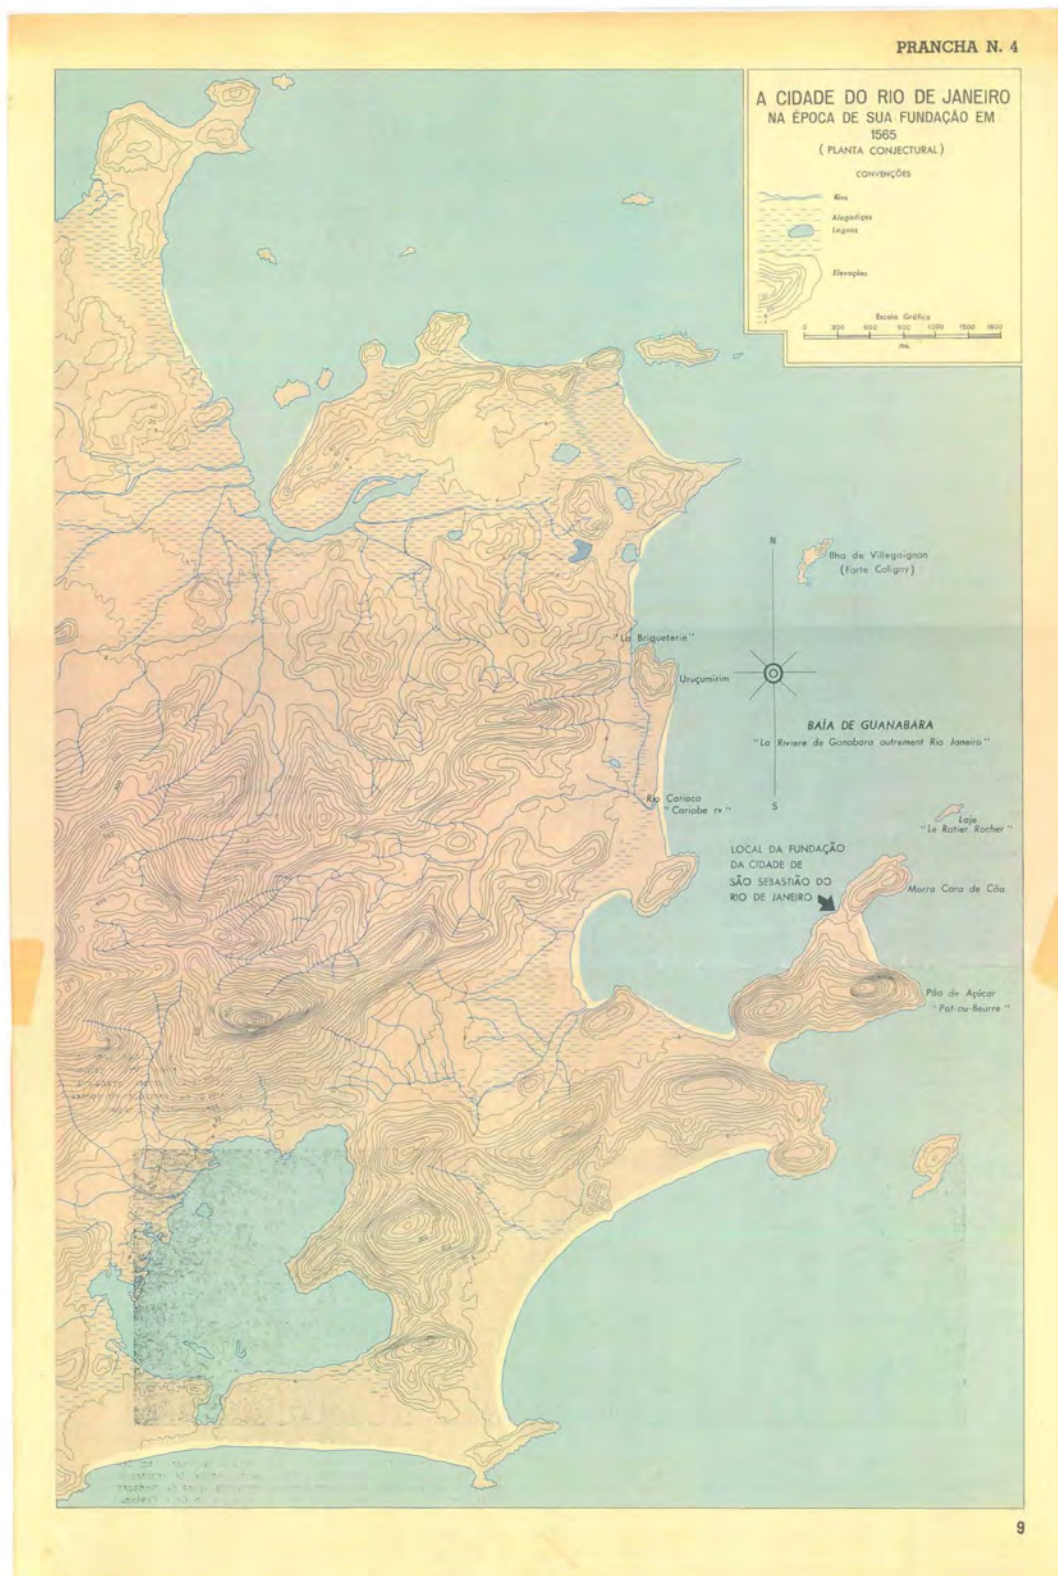 PRANCHA N. 4
A CIDADE DO RIO DE JANEIRO
NA ÉPOCA DE SUA FUNDAÇÃO EM
1565
( PLANTA CONJECTURAL )
CONVENÇÕES
Rios
Alagadiços
Lagoas
Elevações
Escala Gráfica
0 300 600 900 1200 1500 1800
ms.
N
Ilha de Villegaignon
(Forte Coligny)
"La Briqueterie"
Uruçumirim
BAÍA DE GUANABARA
"La Riviere de Ganabara autrement Rio Janeiro"
S
Rio Carioca
"Cariobe rv"
Laje
"Le Ratier Rocher"
LOCAL DA FUNDAÇÃO
DA CIDADE DE
SÃO SEBASTIÃO DO
RIO DE JANEIRO
Morro Cara de Cão
Pão de Açúcar
"Pot-au-Beurre"
9